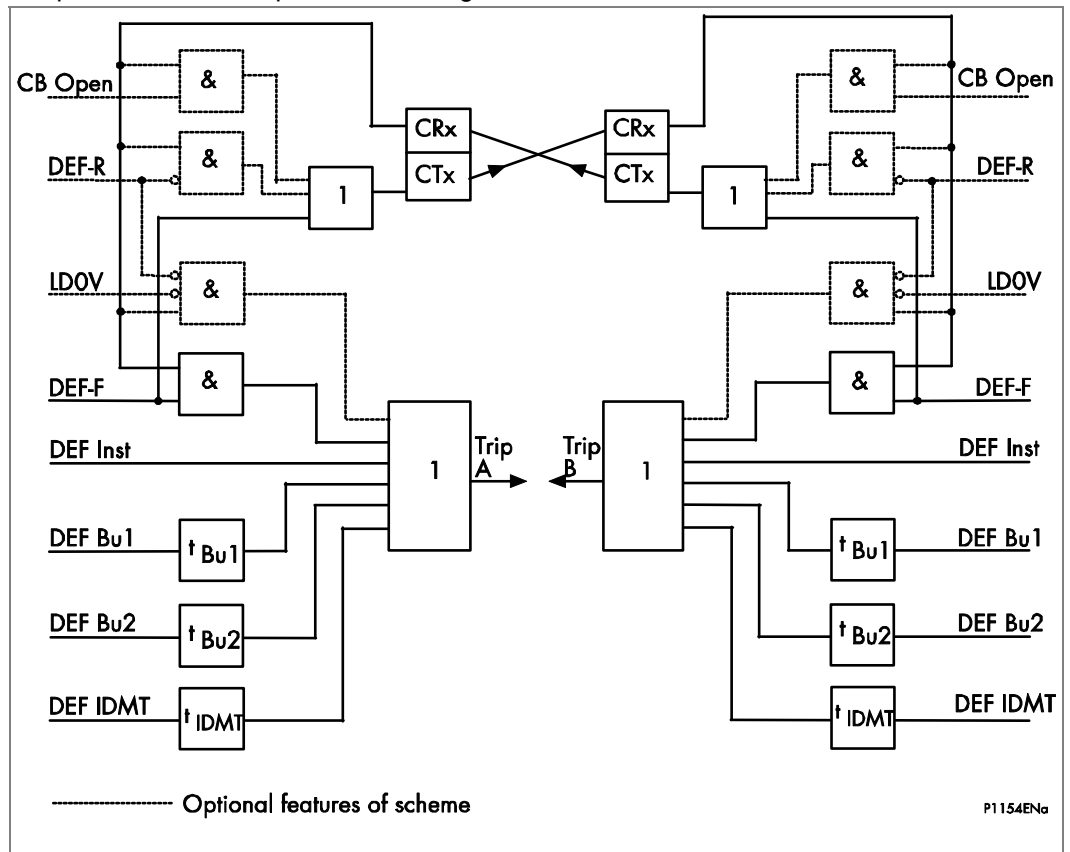 CB Open & & CB Open
CRx CRx
DEF-R & & DEF-R
CTx CTx
1 1
LD0V & & LD0V
DEF-F & & DEF-F
DEF Inst Trip A Trip B DEF Inst
1 1
DEF Bu1 t Bu1 t Bu1 DEF Bu1
DEF Bu2 t Bu2 t Bu2 DEF Bu2
DEF IDMT t IDMT t IDMT DEF IDMT
Optional features of scheme
P1154ENa